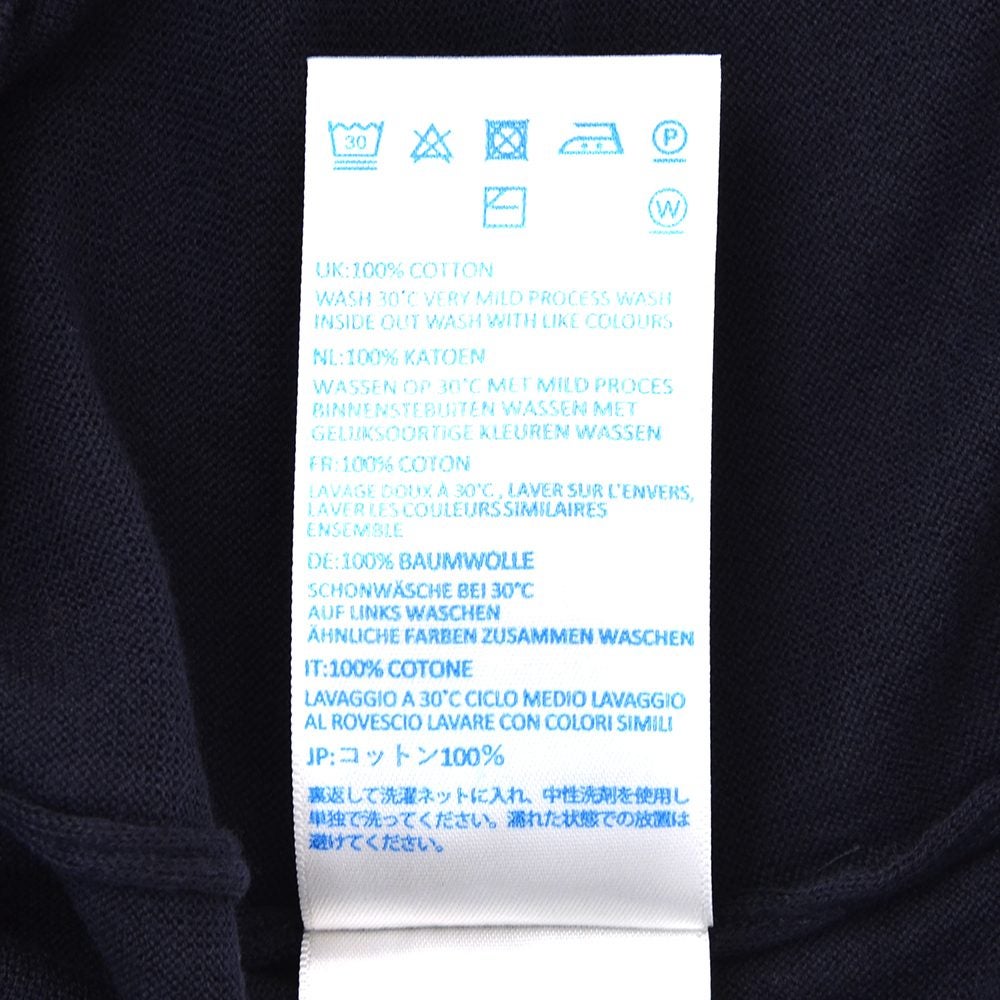 30
P
W
UK:100% COTTON
WASH 30°C VERY MILD PROCESS WASH
INSIDE OUT WASH WITH LIKE COLOURS
NL:100% KATOEN
WASSEN OP 30°C MET MILD PROCES
BINNENSTEBUITEN WASSEN MET
GELIJKSOORTIGE KLEUREN WASSEN
FR:100% COTON
LAVAGE DOUX À 30°C, LAVER SUR L'ENVERS,
LAVER LES COULEURS SIMILAIRES
ENSEMBLE
DE:100% BAUMWOLLE
SCHONWÄSCHE BEI 30°C
AUF LINKS WASCHEN
ÄHNLICHE FARBEN ZUSAMMEN WASCHEN
IT:100% COTONE
LAVAGGIO A 30°C CICLO MEDIO LAVAGGIO
AL ROVESCIO LAVARE CON COLORI SIMILI
JP:コットン100%
裏返して洗濯ネットに入れ、中性洗剤を使用し
単独で洗ってください。濡れた状態での放置は
避けてください。